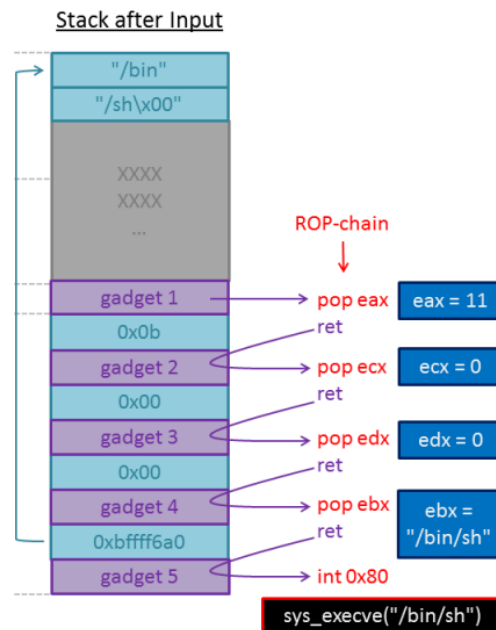 Stack after Input
"/bin"
"/sh\x00"
XXXX
XXXX
...
ROP-chain
gadget 1
pop eax
eax = 11
ret
0x0b
gadget 2
pop ecx
ecx = 0
ret
0x00
gadget 3
pop edx
edx = 0
ret
0x00
gadget 4
pop ebx
ebx =
"/bin/sh"
ret
0xbffff6a0
gadget 5
int 0x80
sys_execve("/bin/sh")